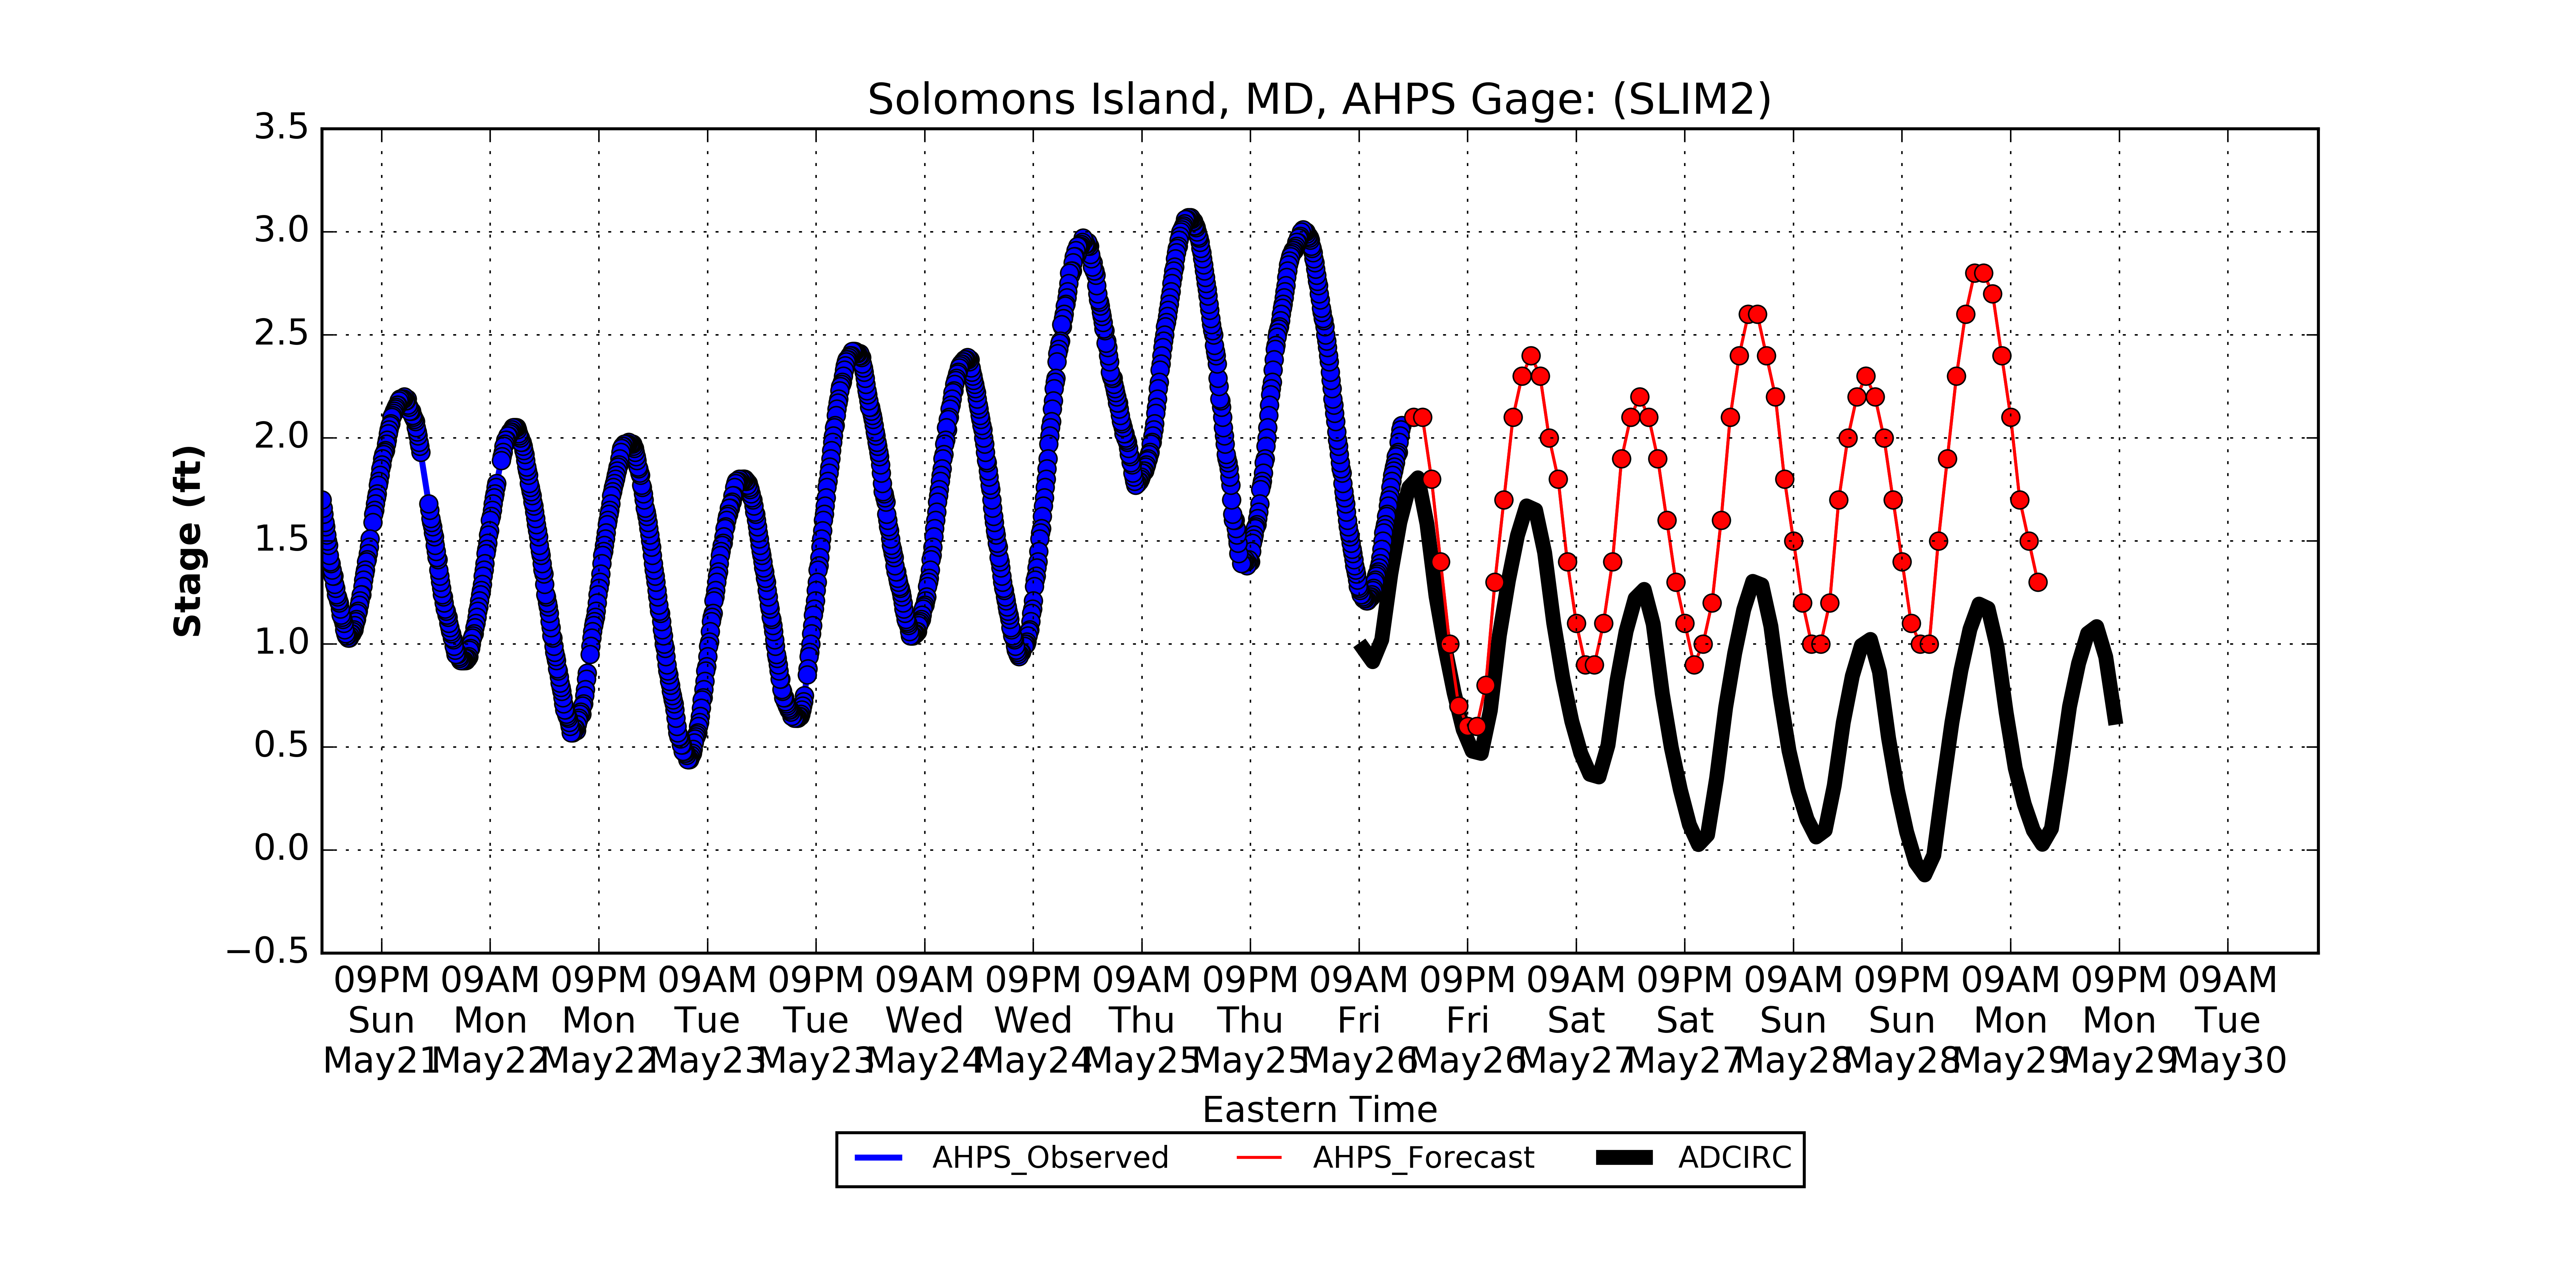 Solomons Island, MD, AHPS Gage: (SLIM2)
3.5
3.0
2.5
2.0
1.5
1.0
0.5
0.0
−0.5
Stage (ft)
09PM 09AM 09PM 09AM 09PM 09AM 09PM 09AM 09PM 09AM 09PM 09AM 09PM 09AM 09PM 09AM 09PM 09AM
Sun Mon Mon Tue Tue Wed Wed Thu Thu Fri Fri Sat Sat Sun Sun Mon Mon Tue
May21 May22 May22 May23 May23 May24 May24 May25 May25 May26 May26 May27 May27 May28 May28 May29 May29 May30
Eastern Time
AHPS_Observed AHPS_Forecast ADCIRC